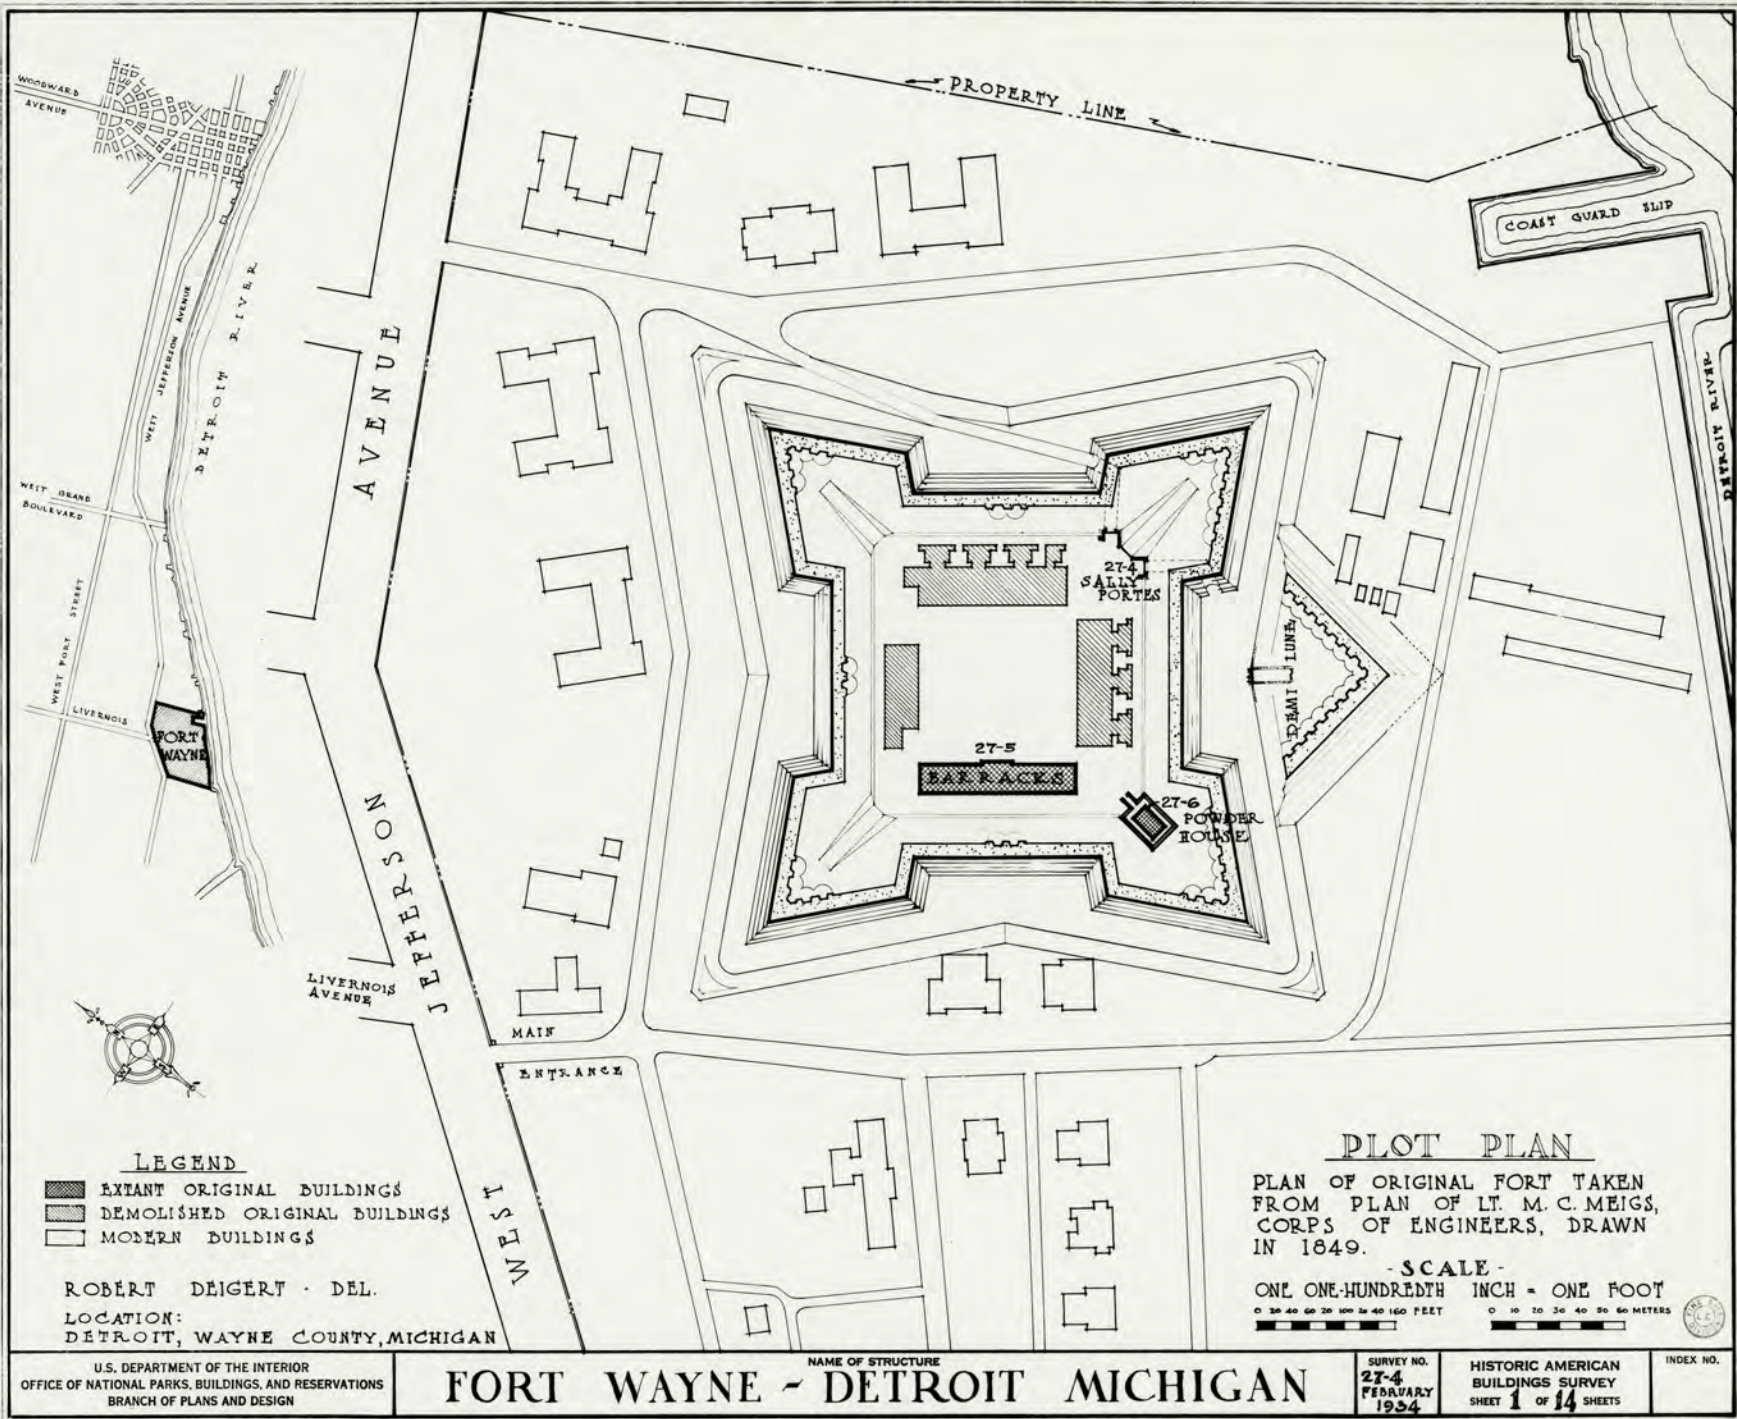 WOODWARD
AVENUE
WEST JEFFERSON AVENUE
DETROIT RIVER
WEST GRAND
BOULEVARD
WEST FORT STREET
LIVERNOIS
FORT
WAYNE
PROPERTY LINE
COAST GUARD SLIP
DETROIT RIVER
WEST JEFFERSON AVENUE
LIVERNOIS
AVENUE
MAIN
ENTRANCE
27-4
SALLY
PORTES
DEMI LUNE
27-5
BARRACKS
27-6
POWDER
HOUSE
LEGEND
EXTANT ORIGINAL BUILDINGS
DEMOLISHED ORIGINAL BUILDINGS
MODERN BUILDINGS
ROBERT DEIGERT · DEL.
LOCATION:
DETROIT, WAYNE COUNTY, MICHIGAN
PLOT PLAN
PLAN OF ORIGINAL FORT TAKEN
FROM PLAN OF LT. M. C. MEIGS,
CORPS OF ENGINEERS, DRAWN
IN 1849.
- SCALE -
ONE ONE-HUNDREDTH INCH = ONE FOOT
0 20 40 60 20 100 20 40 160 FEET
0 10 20 30 40 50 60 METERS
U.S. DEPARTMENT OF THE INTERIOR
OFFICE OF NATIONAL PARKS, BUILDINGS, AND RESERVATIONS
BRANCH OF PLANS AND DESIGN
NAME OF STRUCTURE
FORT WAYNE - DETROIT MICHIGAN
SURVEY NO.
27-4
FEBRUARY
1934
HISTORIC AMERICAN
BUILDINGS SURVEY
SHEET 1 OF 14 SHEETS
INDEX NO.